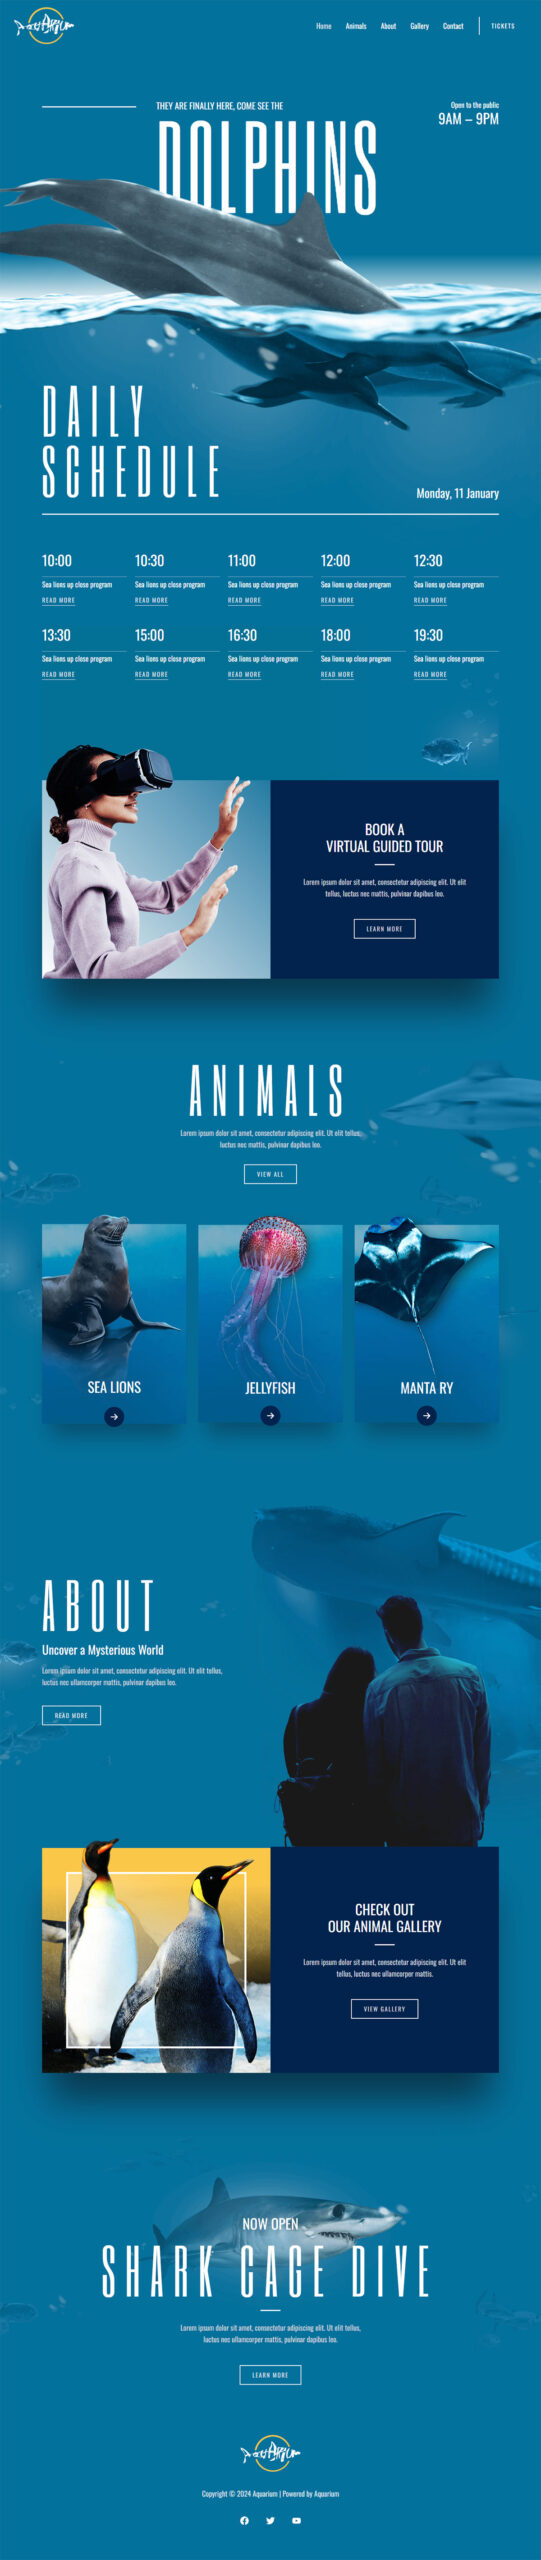 Aquarium
Home Animals About Gallery Contact TICKETS
THEY ARE FINALLY HERE, COME SEE THE
DOLPHINS
Open to the public
9AM – 9PM
DAILY
SCHEDULE
Monday, 11 January
10:00 10:30 11:00 12:00 12:30
Sea lions up close program Sea lions up close program Sea lions up close program Sea lions up close program Sea lions up close program
READ MORE READ MORE READ MORE READ MORE READ MORE
13:30 15:00 16:30 18:00 19:30
Sea lions up close program Sea lions up close program Sea lions up close program Sea lions up close program Sea lions up close program
READ MORE READ MORE READ MORE READ MORE READ MORE
BOOK A
VIRTUAL GUIDED TOUR
Lorem ipsum dolor sit amet, consectetur adipiscing elit. Ut elit
tellus, luctus nec mattis, pulvinar dapibus leo.
LEARN MORE
ANIMALS
Lorem ipsum dolor sit amet, consectetur adipiscing elit. Ut elit tellus,
luctus nec mattis, pulvinar dapibus leo.
VIEW ALL
SEA LIONS
JELLYFISH
MANTA RY
ABOUT
Uncover a Mysterious World
Lorem ipsum dolor sit amet, consectetur adipiscing elit. Ut elit tellus,
luctus nec ullamcorper mattis, pulvinar dapibus leo.
READ MORE
CHECK OUT
OUR ANIMAL GALLERY
Lorem ipsum dolor sit amet, consectetur adipiscing elit. Ut elit
tellus, luctus nec ullamcorper mattis.
VIEW GALLERY
NOW OPEN
SHARK CAGE DIVE
Lorem ipsum dolor sit amet, consectetur adipiscing elit. Ut elit tellus,
luctus nec ullamcorper mattis, pulvinar dapibus leo.
LEARN MORE
Aquarium
Copyright © 2024 Aquarium | Powered by Aquarium